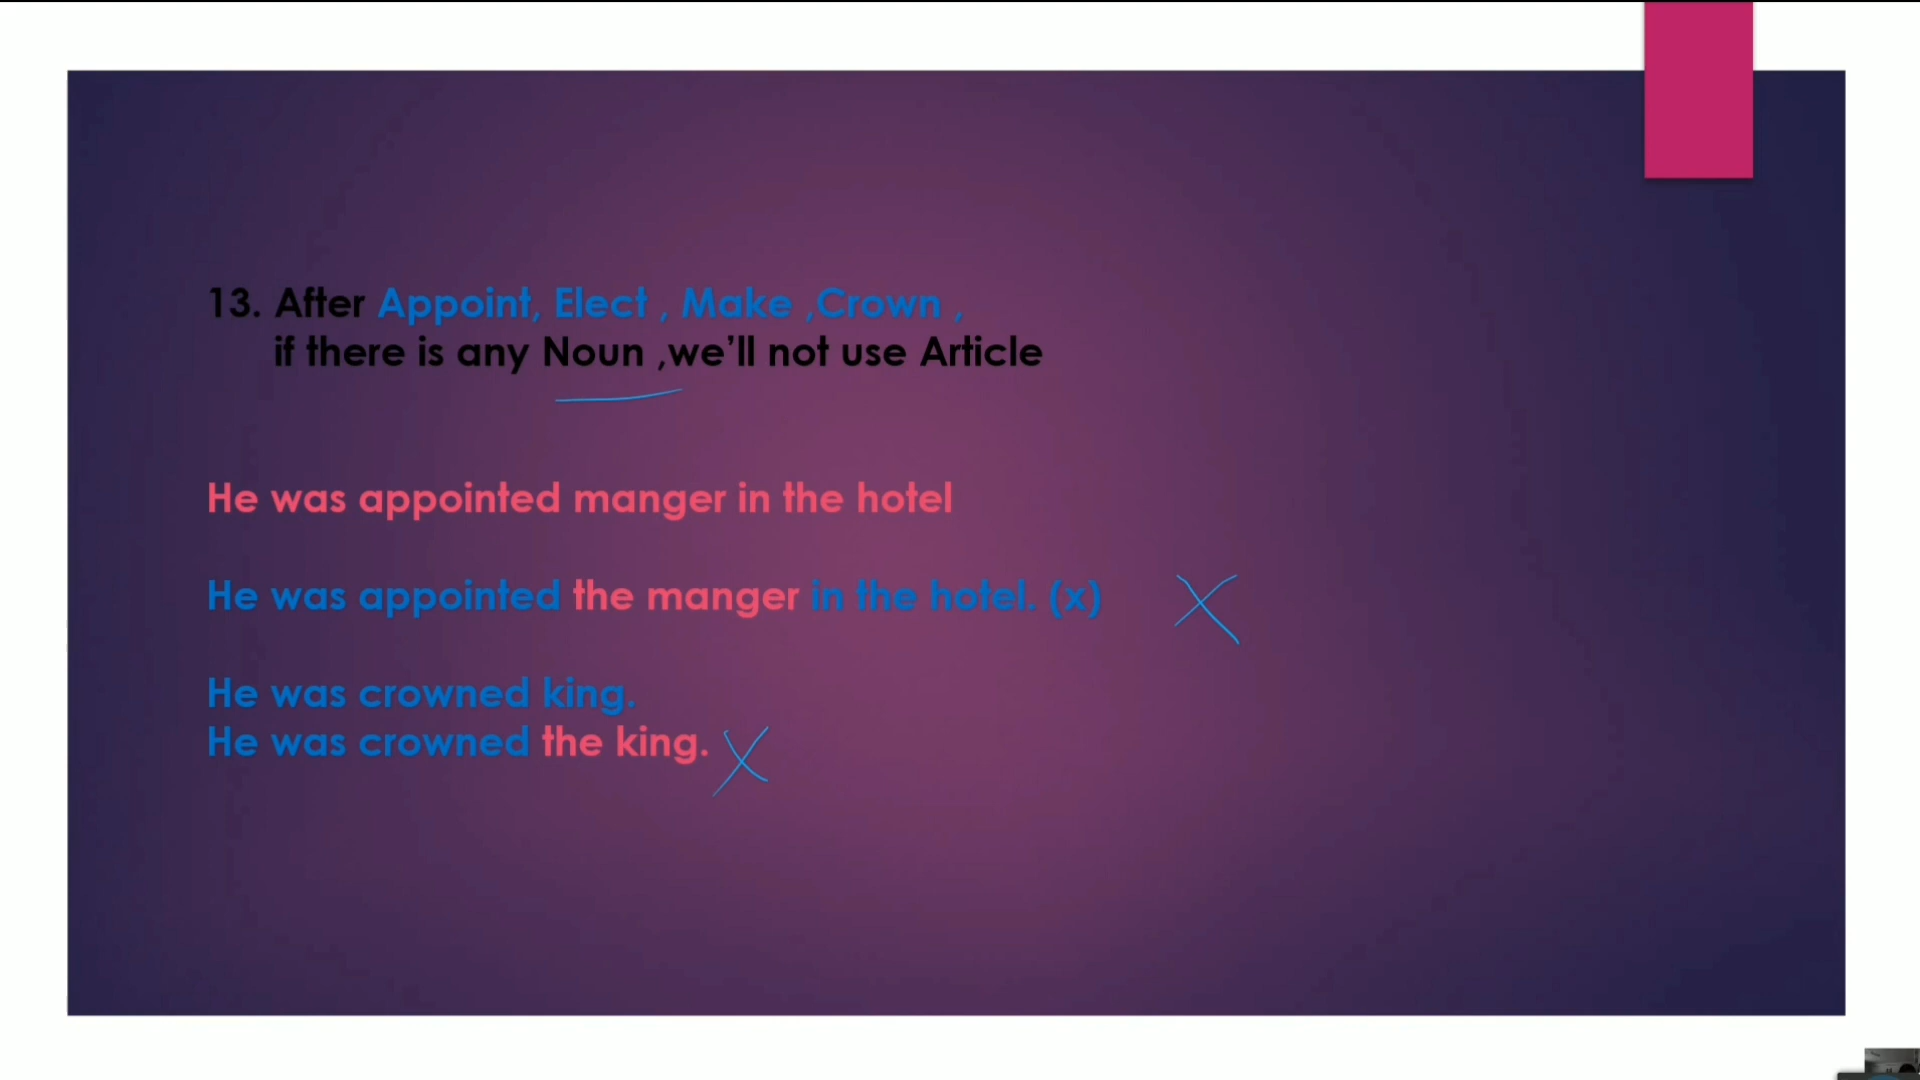 13. After Appoint, Elect , Make ,Crown ,
if there is any Noun ,we’ll not use Article
He was appointed manger in the hotel
He was appointed the manger in the hotel. (x)
He was crowned king.
He was crowned the king.